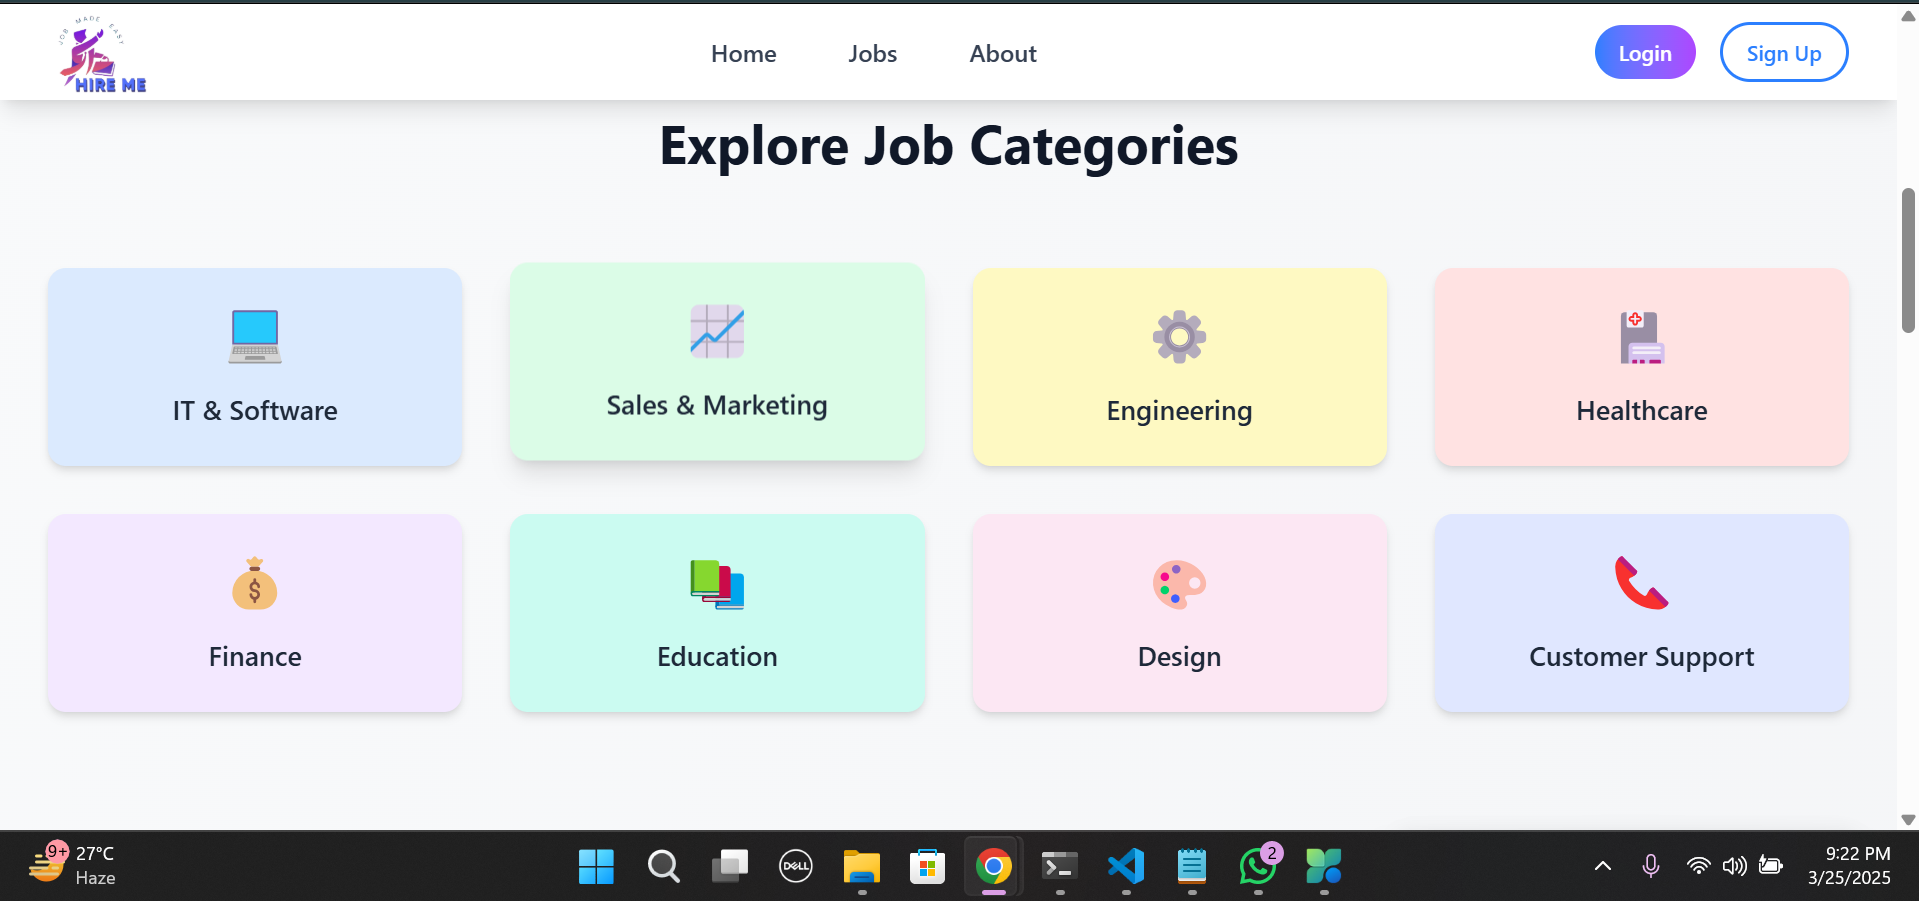 JOB MADE EASY
HIRE ME
Home
Jobs
About
Login
Sign Up
Explore Job Categories
IT & Software
Sales & Marketing
Engineering
Healthcare
$
Finance
Education
Design
Customer Support
9+
27°C
Haze
DELL
2
9:22 PM
3/25/2025